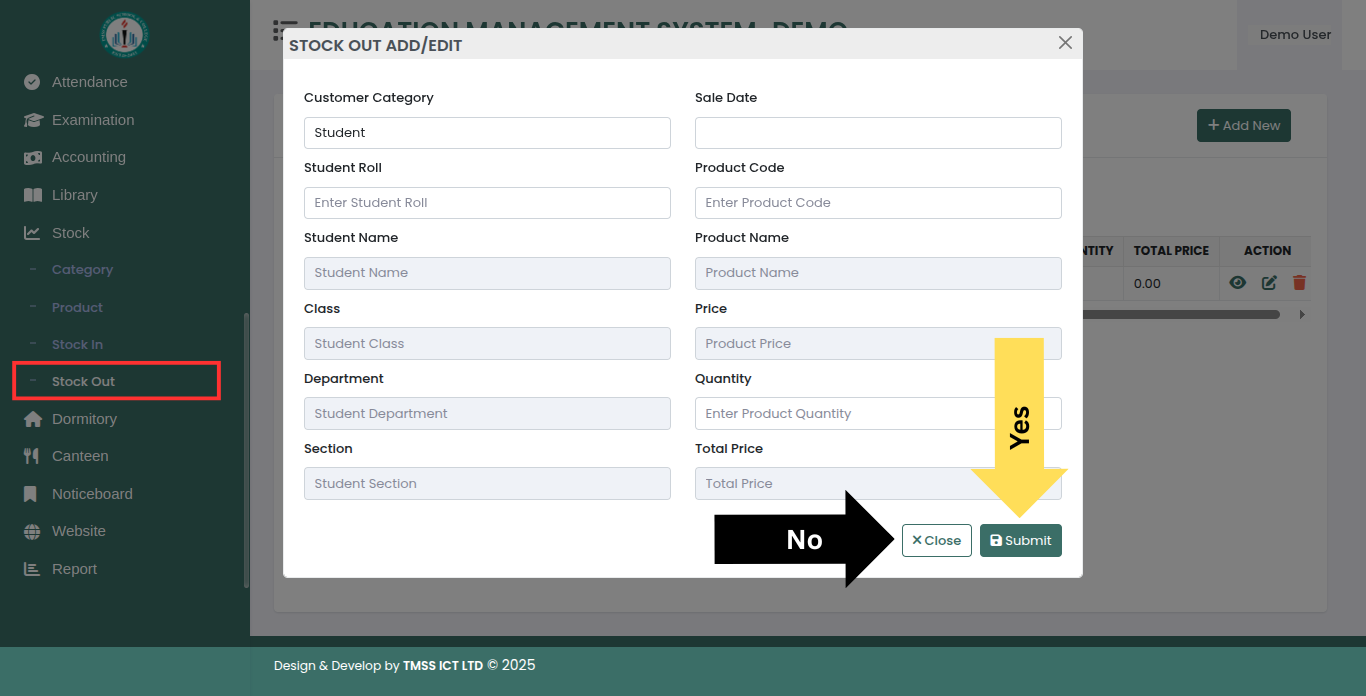 EDUCATION MANAGEMENT SYSTEM -DEMO
Demo User
Attendance
Examination
Accounting
Library
Stock
- Category
- Product
- Stock In
- Stock Out
Dormitory
Canteen
Noticeboard
Website
Report
STOCK OUT ADD/EDIT
Customer Category
Student
Student Roll
Enter Student Roll
Student Name
Student Name
Class
Student Class
Department
Student Department
Section
Student Section
Sale Date
Product Code
Enter Product Code
Product Name
Product Name
Price
Product Price
Quantity
Enter Product Quantity
Total Price
Total Price
Yes
No
Close
Submit
+ Add New
TOTAL PRICE
ACTION
0.00
Design & Develop by TMSS ICT LTD © 2025